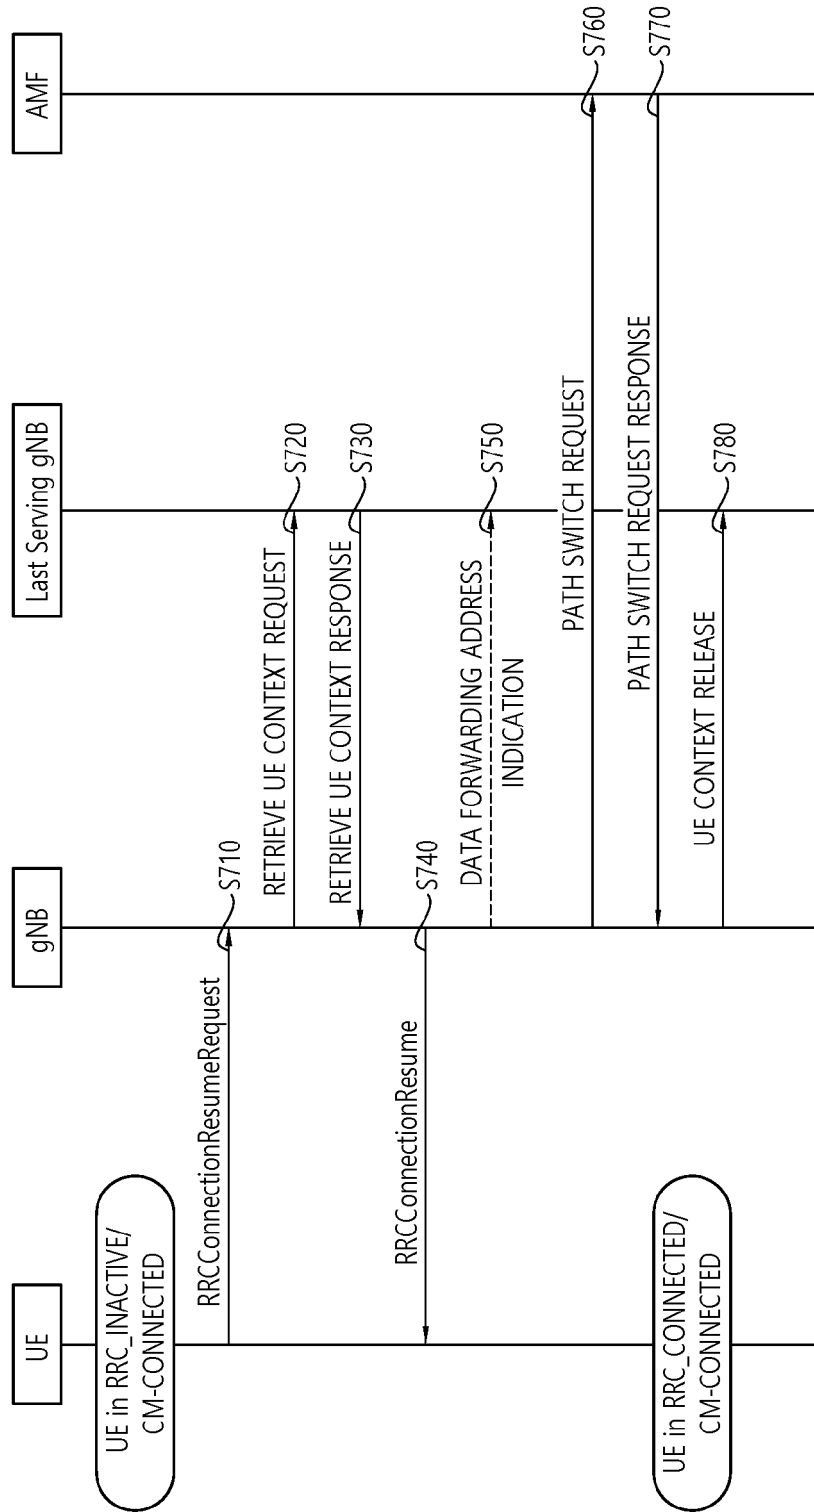 UE
gNB
Last Serving gNB
AMF
UE in RRC_INACTIVE/
CM-CONNECTED
RRCConnectionResumeRequest
S710
RETRIEVE UE CONTEXT REQUEST
S720
RETRIEVE UE CONTEXT RESPONSE
S730
RRCConnectionResume
S740
DATA FORWARDING ADDRESS
INDICATION
S750
PATH SWITCH REQUEST
S760
UE in RRC_CONNECTED/
CM-CONNECTED
PATH SWITCH REQUEST RESPONSE
S770
UE CONTEXT RELEASE
S780